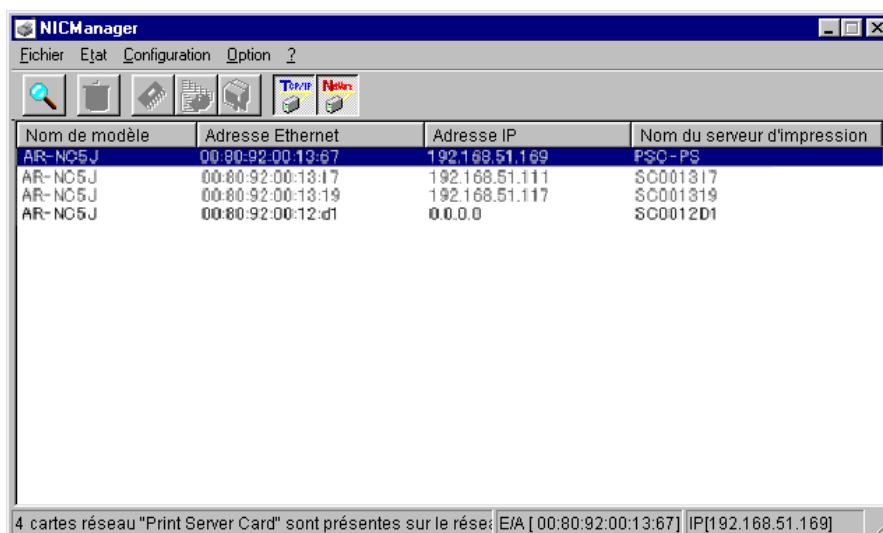 NICManager
Fichier Etat Configuration Option ?
TCP/IP NetWare
Nom de modèle Adresse Ethernet Adresse IP Nom du serveur d'impression
AR-NC5J 00:80:92:00:13:67 192.168.51.169 PSC-PS
AR-NC5J 00:80:92:00:13:17 192.168.51.111 SC001317
AR-NC5J 00:80:92:00:13:19 192.168.51.117 SC001319
AR-NC5J 00:80:92:00:12:d1 0.0.0.0 SC0012D1
4 cartes réseau "Print Server Card" sont présentes sur le résea E/A [ 00:80:92:00:13:67] IP[192.168.51.169]